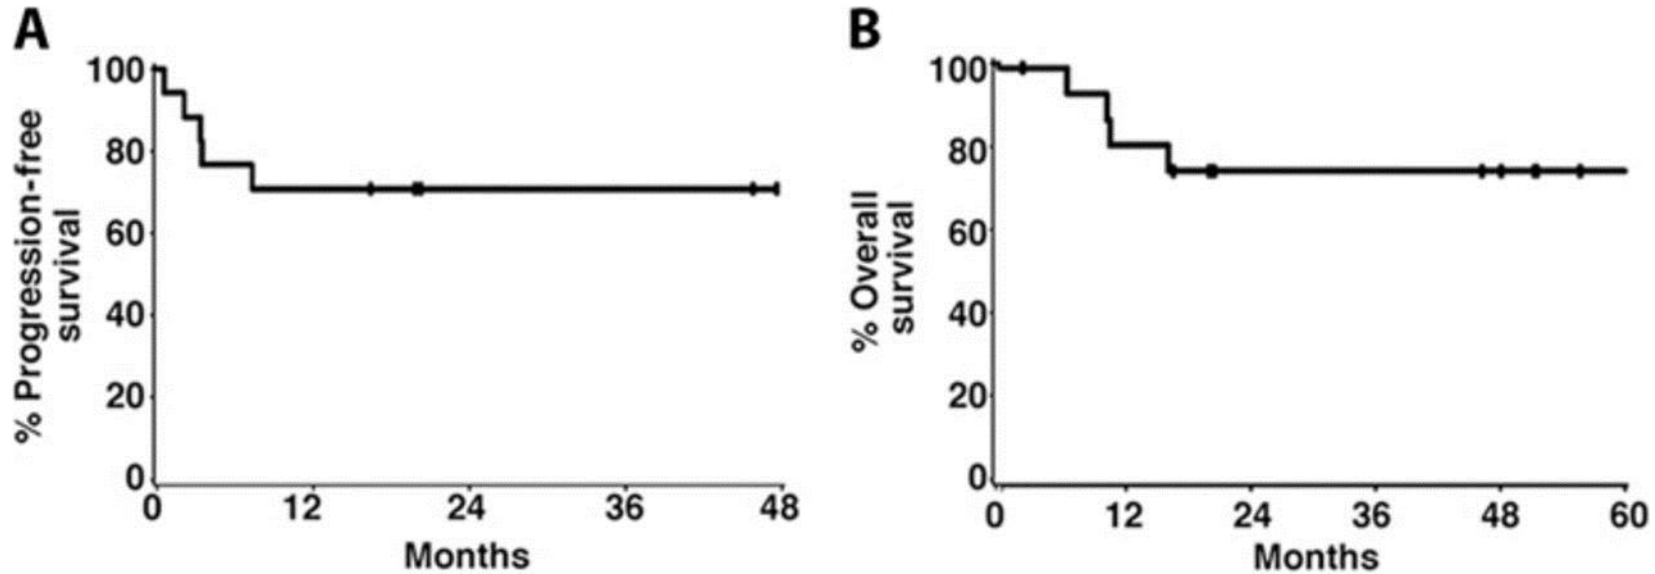 A
% Progression-free
survival
100
80
60
40
20
0
0 12 24 36 48
Months
B
% Overall
survival
100
80
60
40
20
0
0 12 24 36 48 60
Months